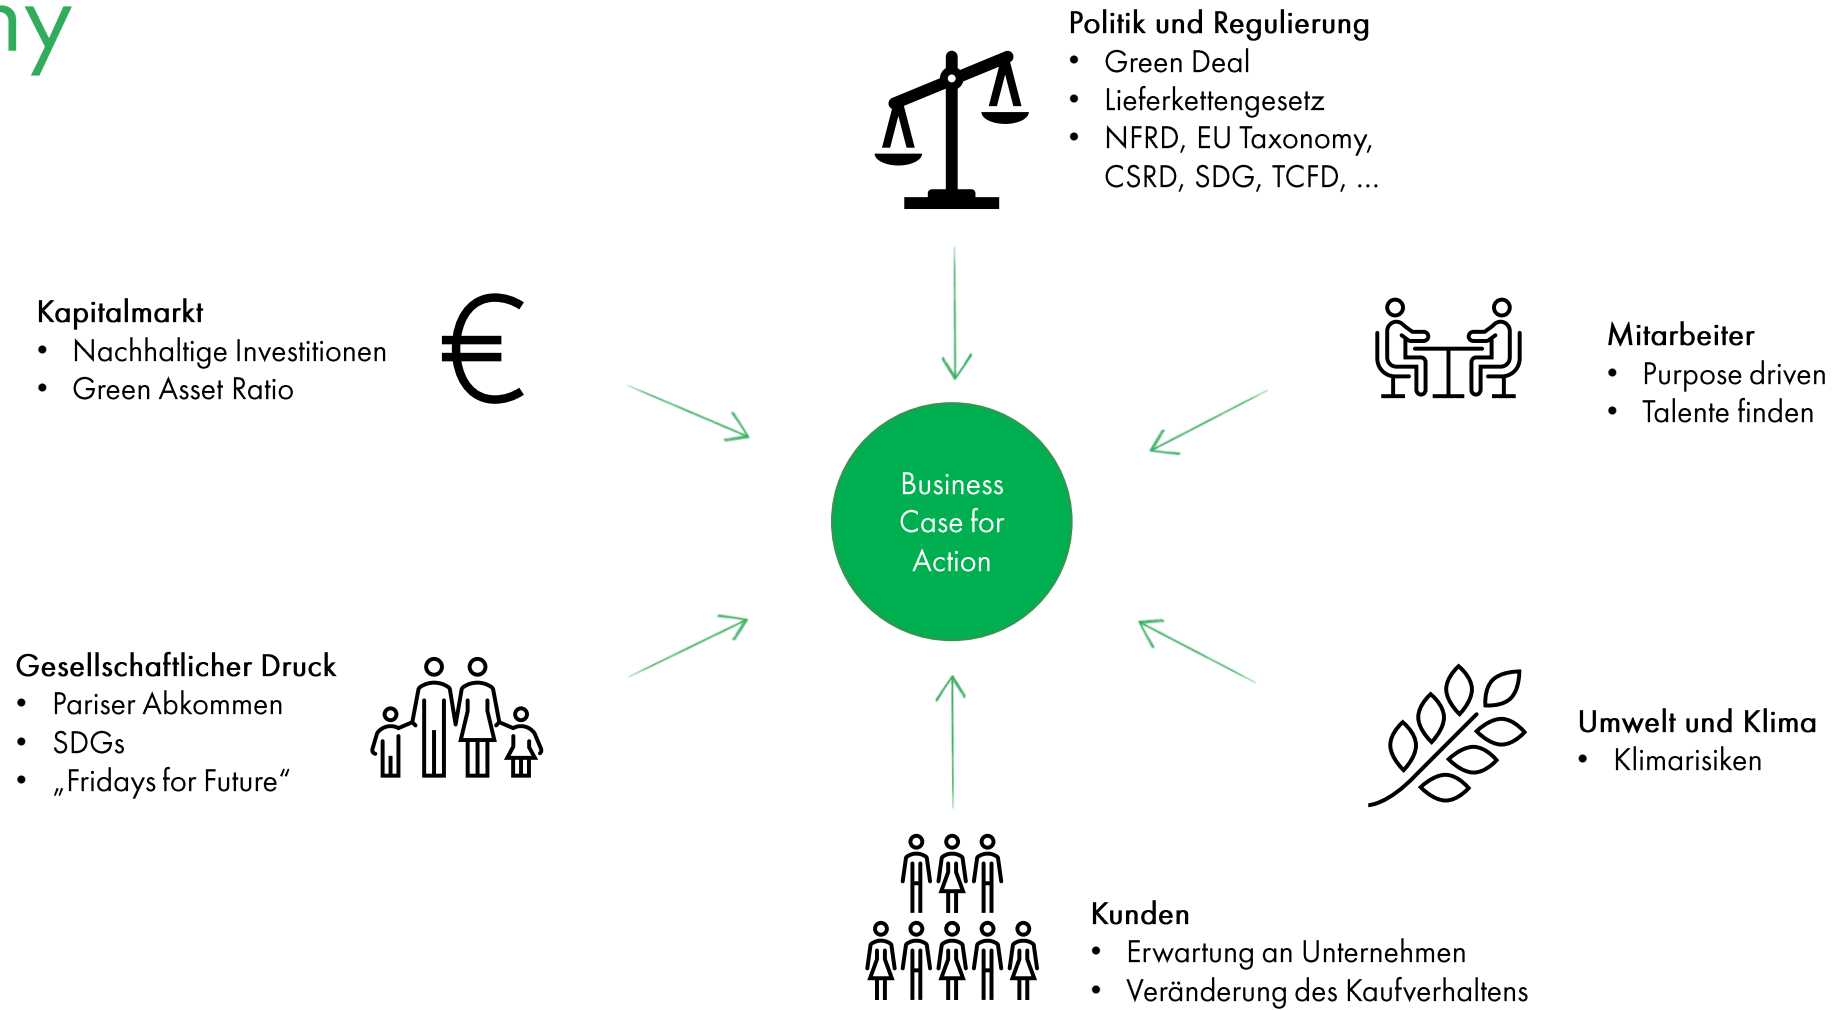 ny
Politik und Regulierung
• Green Deal
• Lieferkettengesetz
• NFRD, EU Taxonomy,
CSRD, SDG, TCFD, ...
Kapitalmarkt
• Nachhaltige Investitionen
• Green Asset Ratio
Mitarbeiter
• Purpose driven
• Talente finden
Business
Case for
Action
Gesellschaftlicher Druck
• Pariser Abkommen
• SDGs
• „Fridays for Future“
Umwelt und Klima
• Klimarisiken
Kunden
• Erwartung an Unternehmen
• Veränderung des Kaufverhaltens